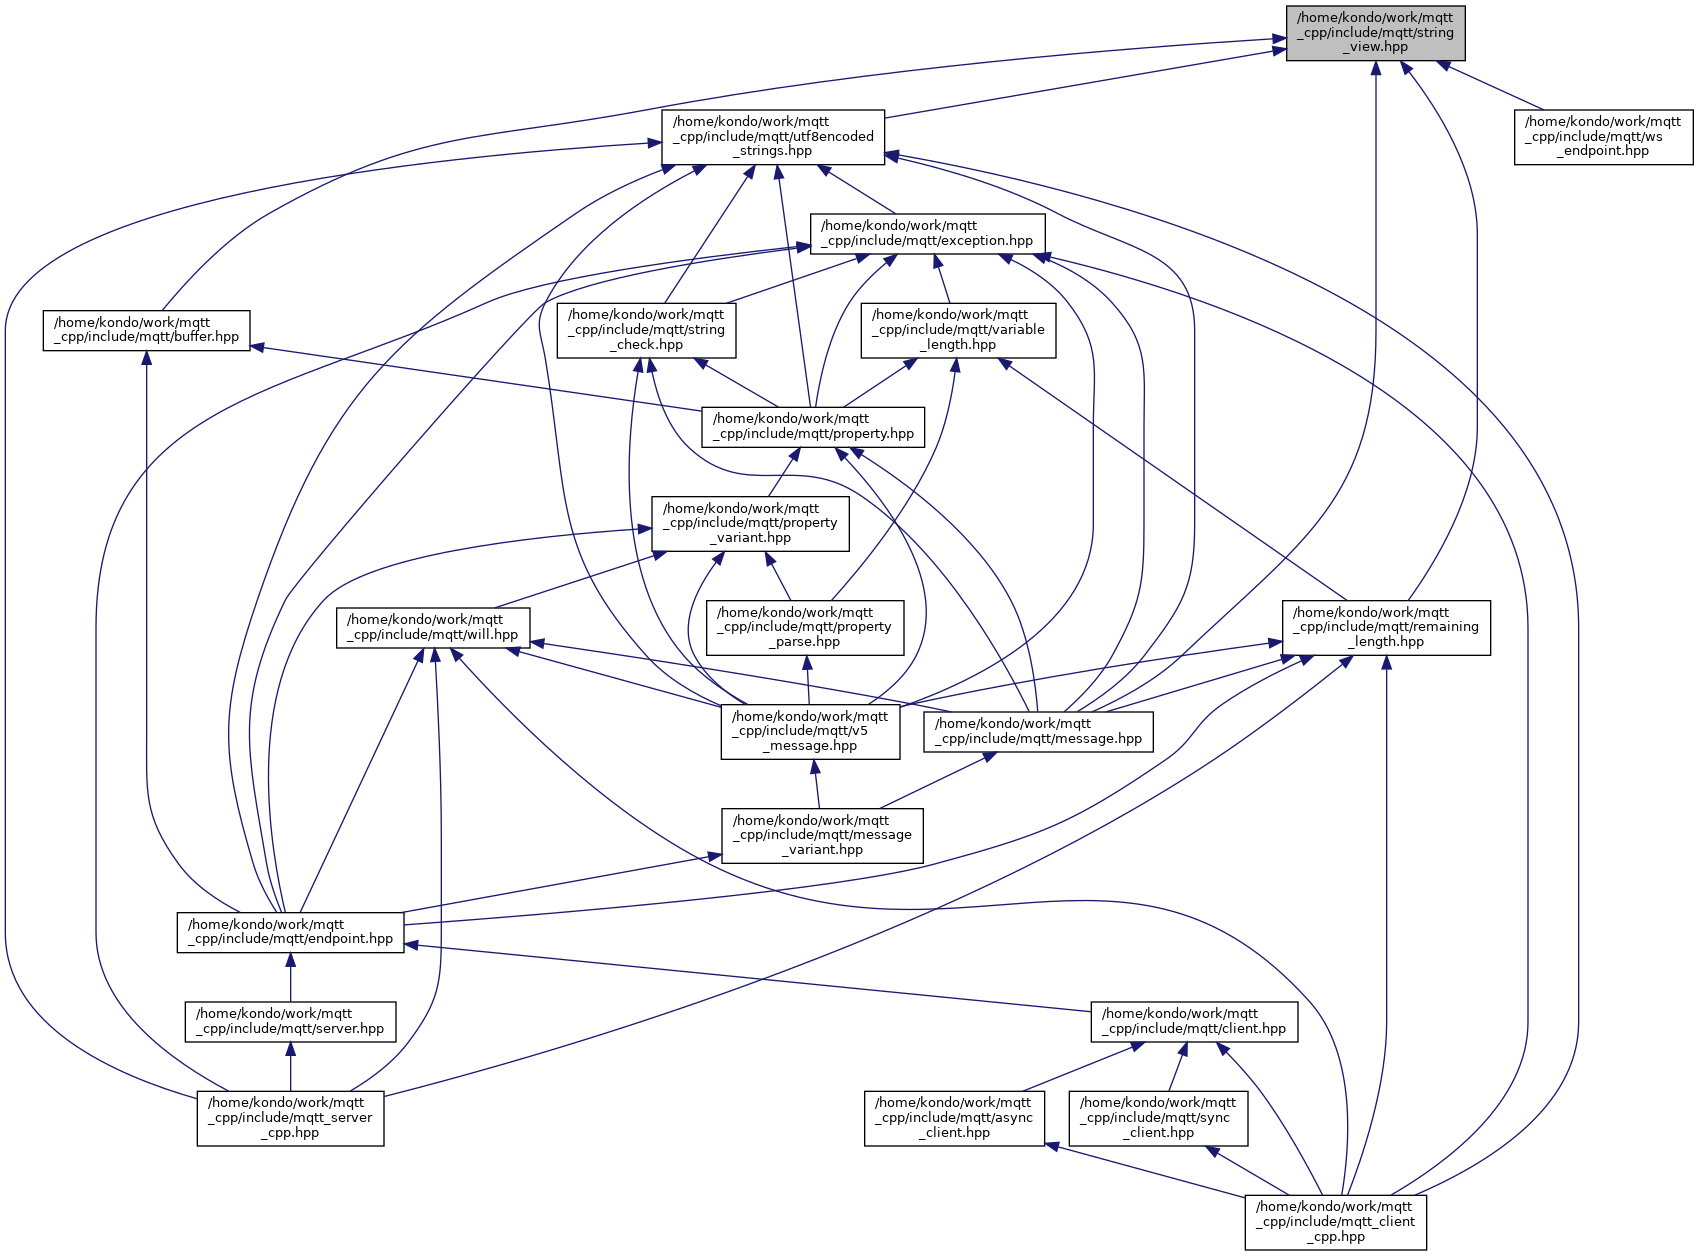 /home/kondo/work/mqtt
_cpp/include/mqtt/string
_view.hpp
/home/kondo/work/mqtt
_cpp/include/mqtt/utf8encoded
_strings.hpp
/home/kondo/work/mqtt
_cpp/include/mqtt/ws
_endpoint.hpp
/home/kondo/work/mqtt
_cpp/include/mqtt/exception.hpp
/home/kondo/work/mqtt
_cpp/include/mqtt/buffer.hpp
/home/kondo/work/mqtt
_cpp/include/mqtt/string
_check.hpp
/home/kondo/work/mqtt
_cpp/include/mqtt/variable
_length.hpp
/home/kondo/work/mqtt
_cpp/include/mqtt/property.hpp
/home/kondo/work/mqtt
_cpp/include/mqtt/property
_variant.hpp
/home/kondo/work/mqtt
_cpp/include/mqtt/will.hpp
/home/kondo/work/mqtt
_cpp/include/mqtt/property
_parse.hpp
/home/kondo/work/mqtt
_cpp/include/mqtt/remaining
_length.hpp
/home/kondo/work/mqtt
_cpp/include/mqtt/v5
_message.hpp
/home/kondo/work/mqtt
_cpp/include/mqtt/message.hpp
/home/kondo/work/mqtt
_cpp/include/mqtt/message
_variant.hpp
/home/kondo/work/mqtt
_cpp/include/mqtt/endpoint.hpp
/home/kondo/work/mqtt
_cpp/include/mqtt/server.hpp
/home/kondo/work/mqtt
_cpp/include/mqtt/client.hpp
/home/kondo/work/mqtt
_cpp/include/mqtt_server
_cpp.hpp
/home/kondo/work/mqtt
_cpp/include/mqtt/async
_client.hpp
/home/kondo/work/mqtt
_cpp/include/mqtt/sync
_client.hpp
/home/kondo/work/mqtt
_cpp/include/mqtt_client
_cpp.hpp